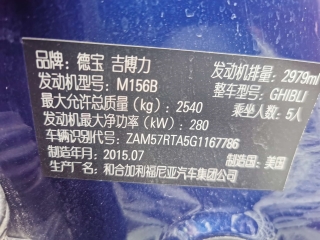 品牌：德宝 吉博力
发动机型号：M156B 发动机排量：2979ml
最大允许总质量（kg）：2540 整车型号：GHIBLI
发动机最大净功率（kW）：280 乘坐人数：5人
车辆识别代号：ZAM57RTA5G1167786
制造年月：2015.07 制造国：美国
生产厂名：和合加利福尼亚汽车集团